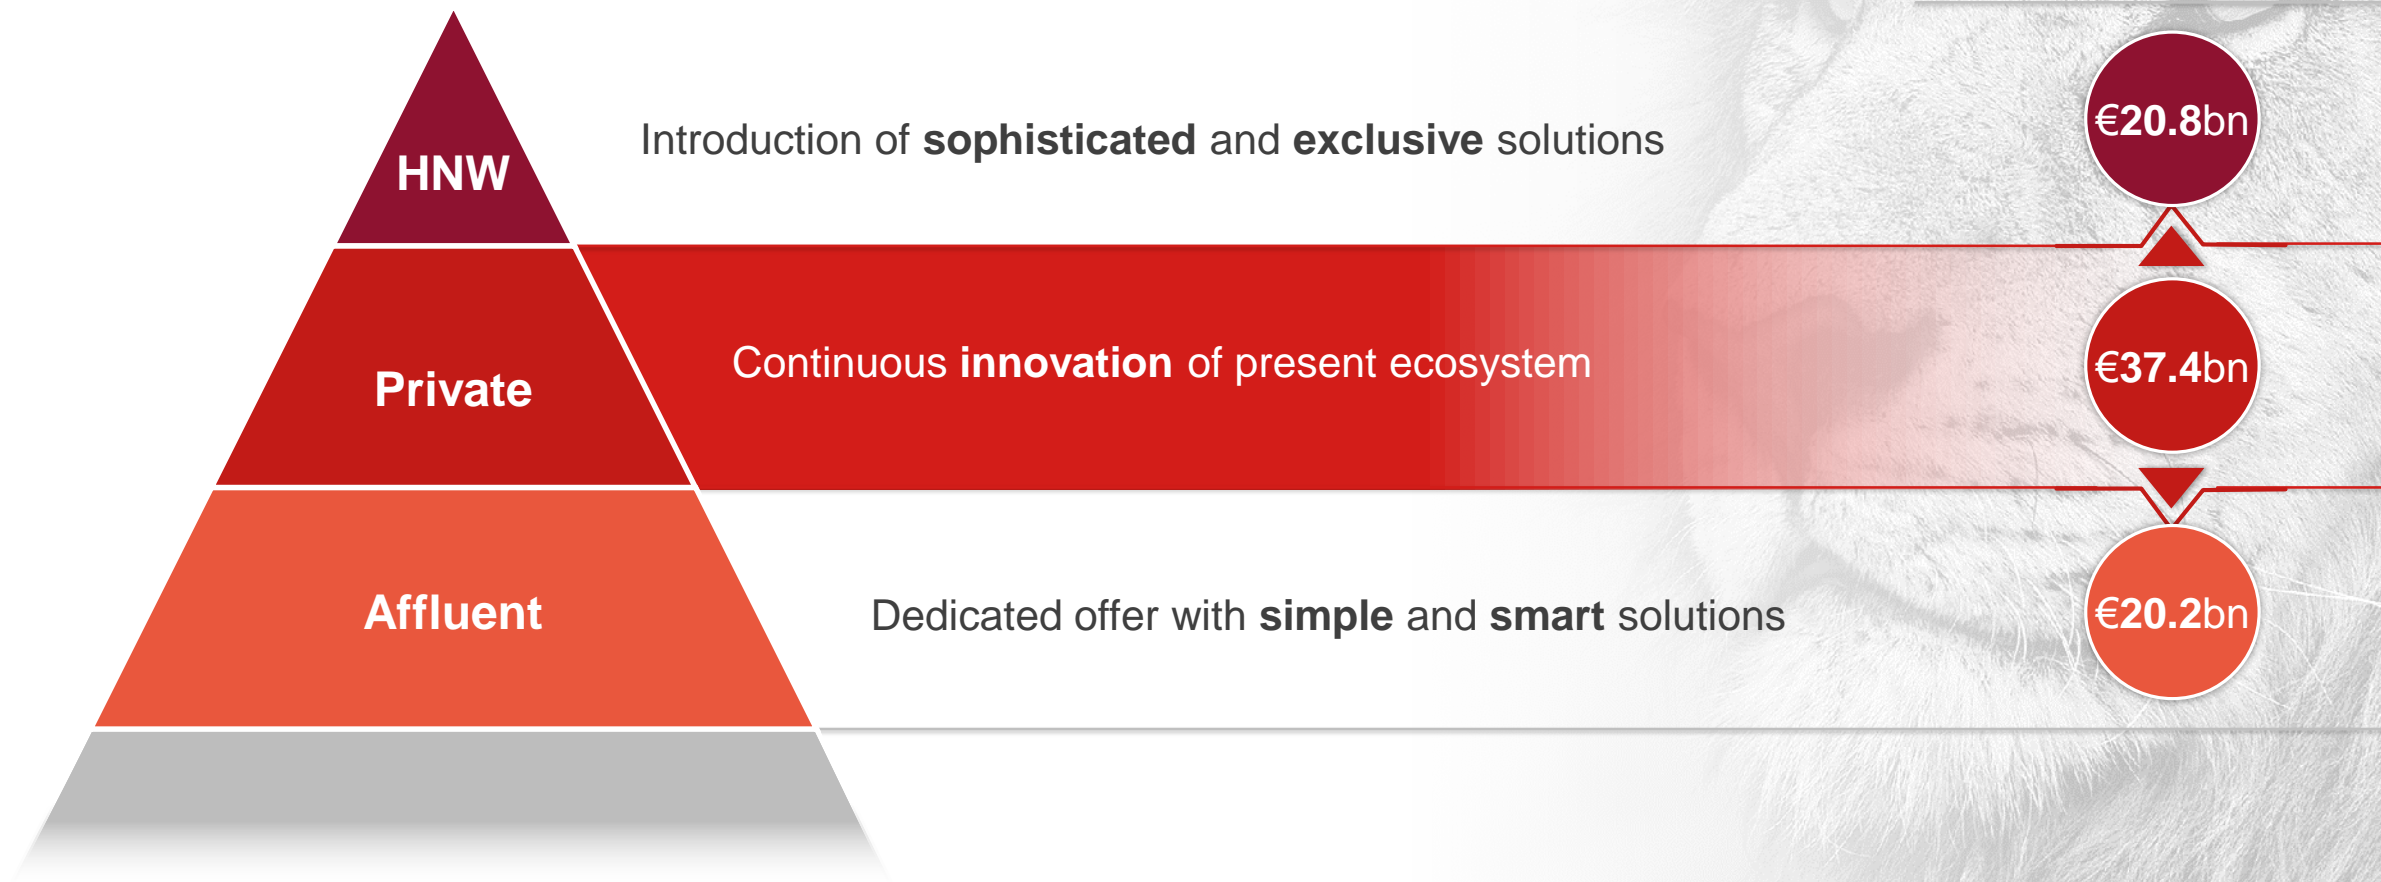 HNW
Introduction of sophisticated and exclusive solutions
€20.8bn
Private
Continuous innovation of present ecosystem
€37.4bn
Affluent
Dedicated offer with simple and smart solutions
€20.2bn